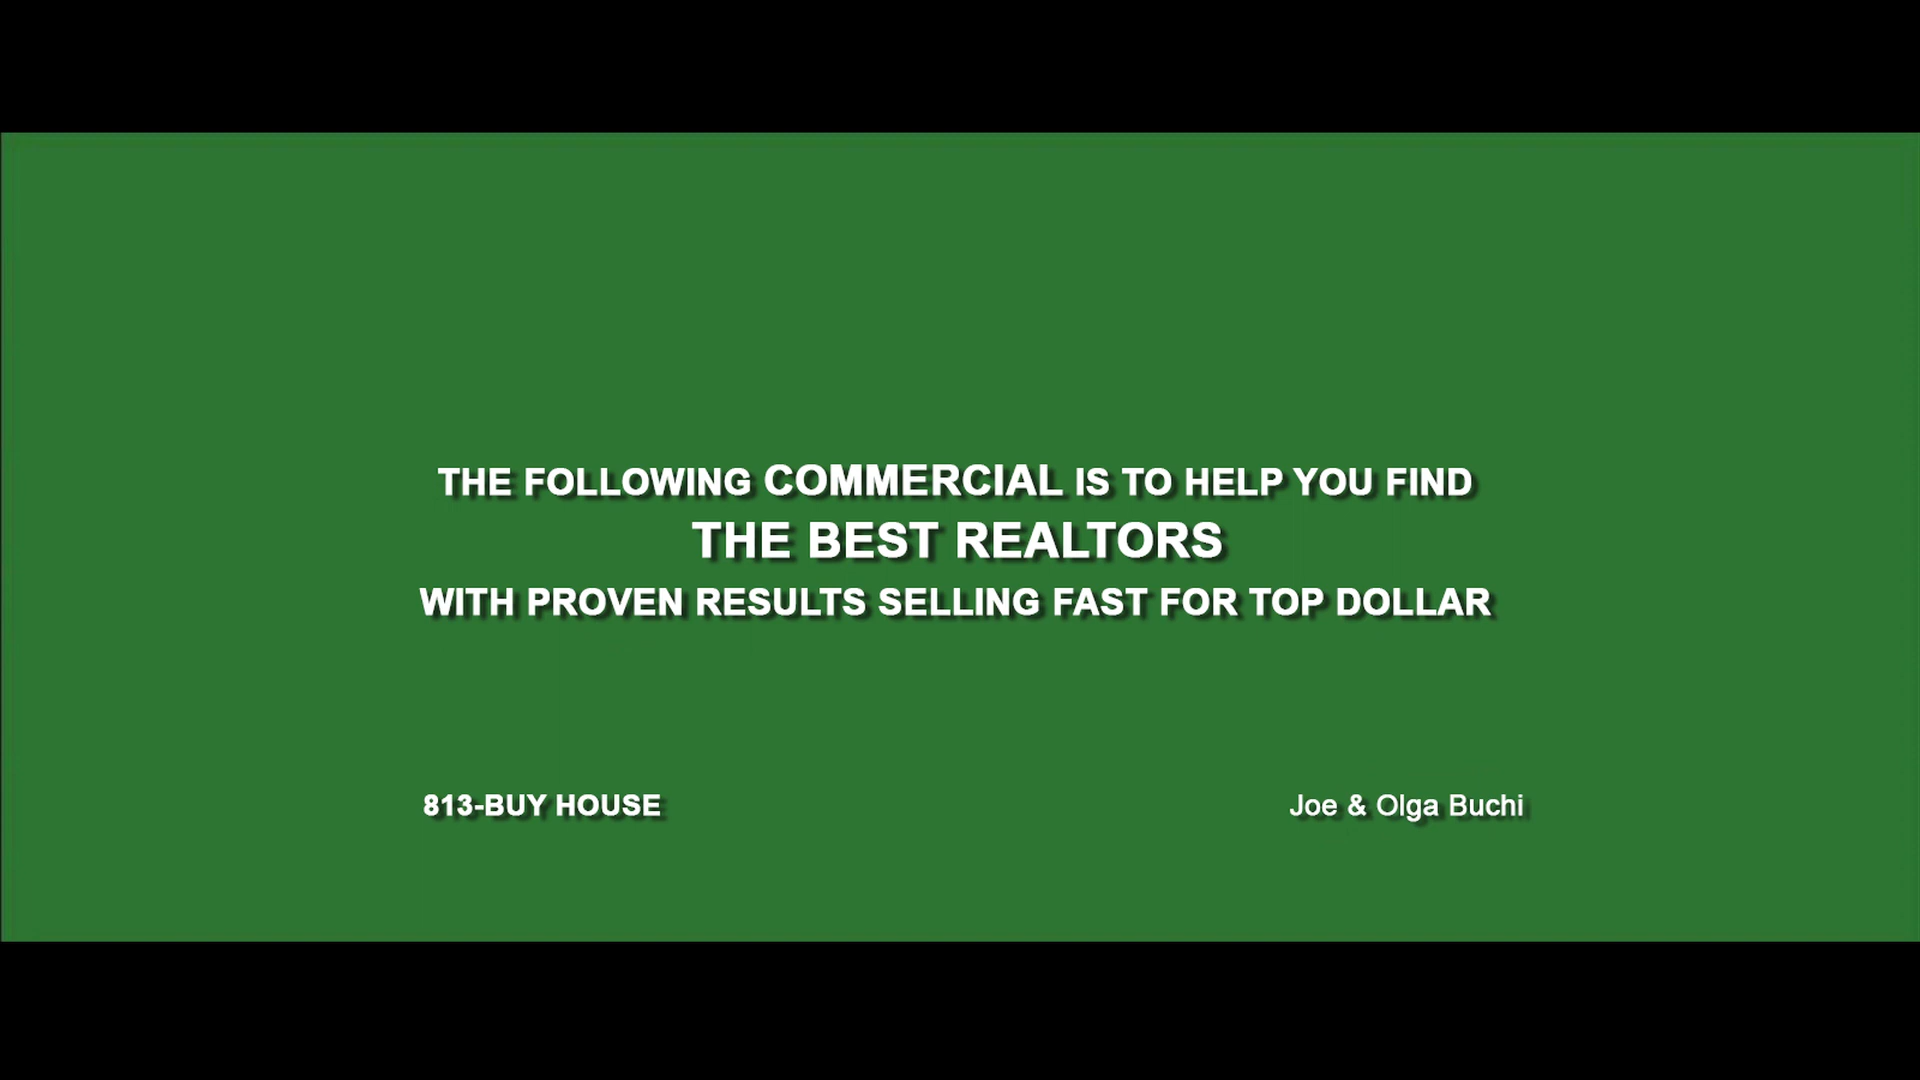 THE FOLLOWING COMMERCIAL IS TO HELP YOU FIND
THE BEST REALTORS
WITH PROVEN RESULTS SELLING FAST FOR TOP DOLLAR
813-BUY HOUSE
Joe & Olga Buchi